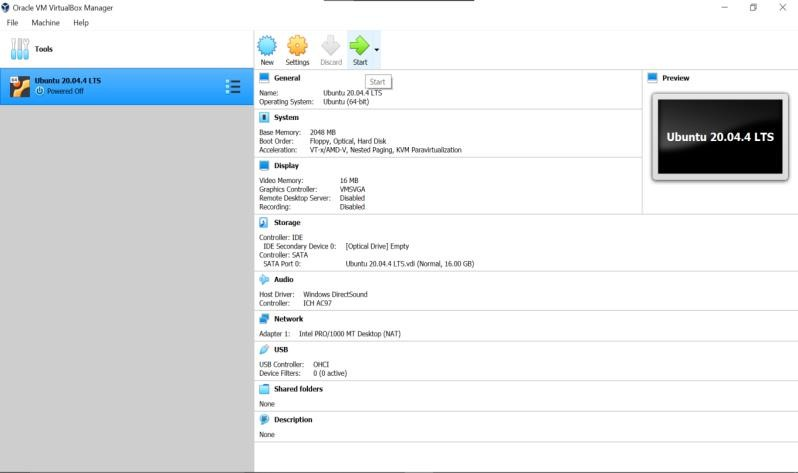 Oracle VM VirtualBox Manager
File Machine Help
Tools
New Settings Discard Start
Start
Ubuntu 20.04.4 LTS
Powered Off
General
Name: Ubuntu 20.04.4 LTS
Operating System: Ubuntu (64-bit)
Preview
Ubuntu 20.04.4 LTS
System
Base Memory: 2048 MB
Boot Order: Floppy, Optical, Hard Disk
Acceleration: VT-x/AMD-V, Nested Paging, KVM Paravirtualization
Display
Video Memory: 16 MB
Graphics Controller: VMSVGA
Remote Desktop Server: Disabled
Recording: Disabled
Storage
Controller: IDE
IDE Secondary Device 0: [Optical Drive] Empty
Controller: SATA
SATA Port 0: Ubuntu 20.04.4 LTS.vdi (Normal, 16.00 GB)
Audio
Host Driver: Windows DirectSound
Controller: ICH AC97
Network
Adapter 1: Intel PRO/1000 MT Desktop (NAT)
USB
USB Controller: OHCI
Device Filters: 0 (0 active)
Shared folders
None
Description
None